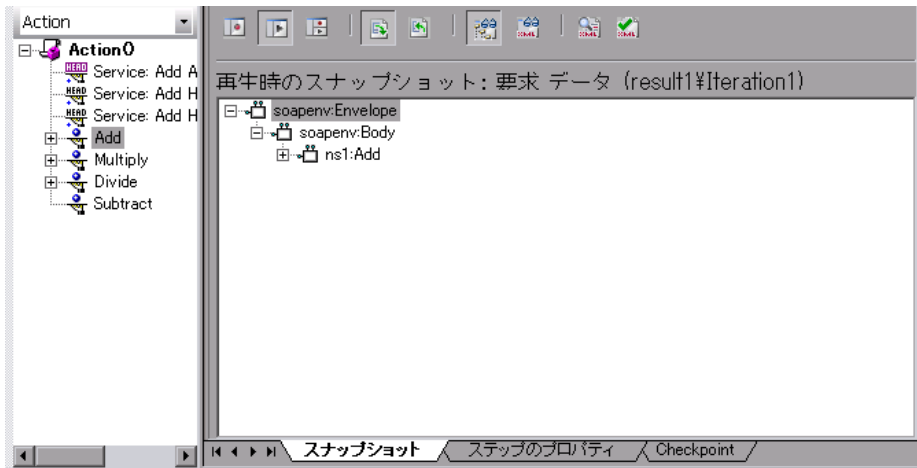 Action
Action()
Service: Add A
Service: Add H
Service: Add H
Add
Multiply
Divide
Subtract
再生時のスナップショット: 要求 データ (result1¥Iteration1)
soapenv:Envelope
soapenv:Body
ns1:Add
スナップショット
ステップのプロパティ
Checkpoint